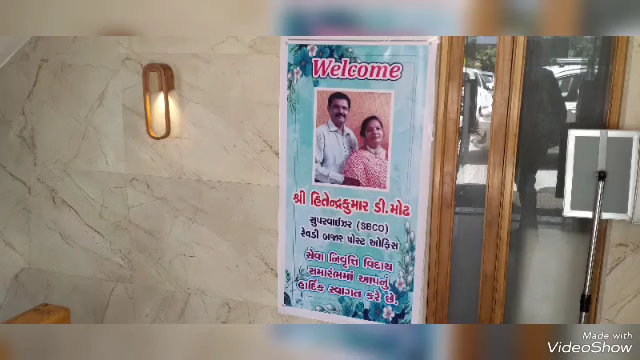 Welcome
શ્રી હિતેન્દ્રકુમાર ડી.મોઢ
સુપરવાઈઝર (SBCO)
રેવડી બજાર પોસ્ટ ઓફિસ
સેવા નિવૃત્તિ વિદાય
સમારંભમાં આપનું
હાર્દિક સ્વાગત કરે છે.
Made with
VideoShow